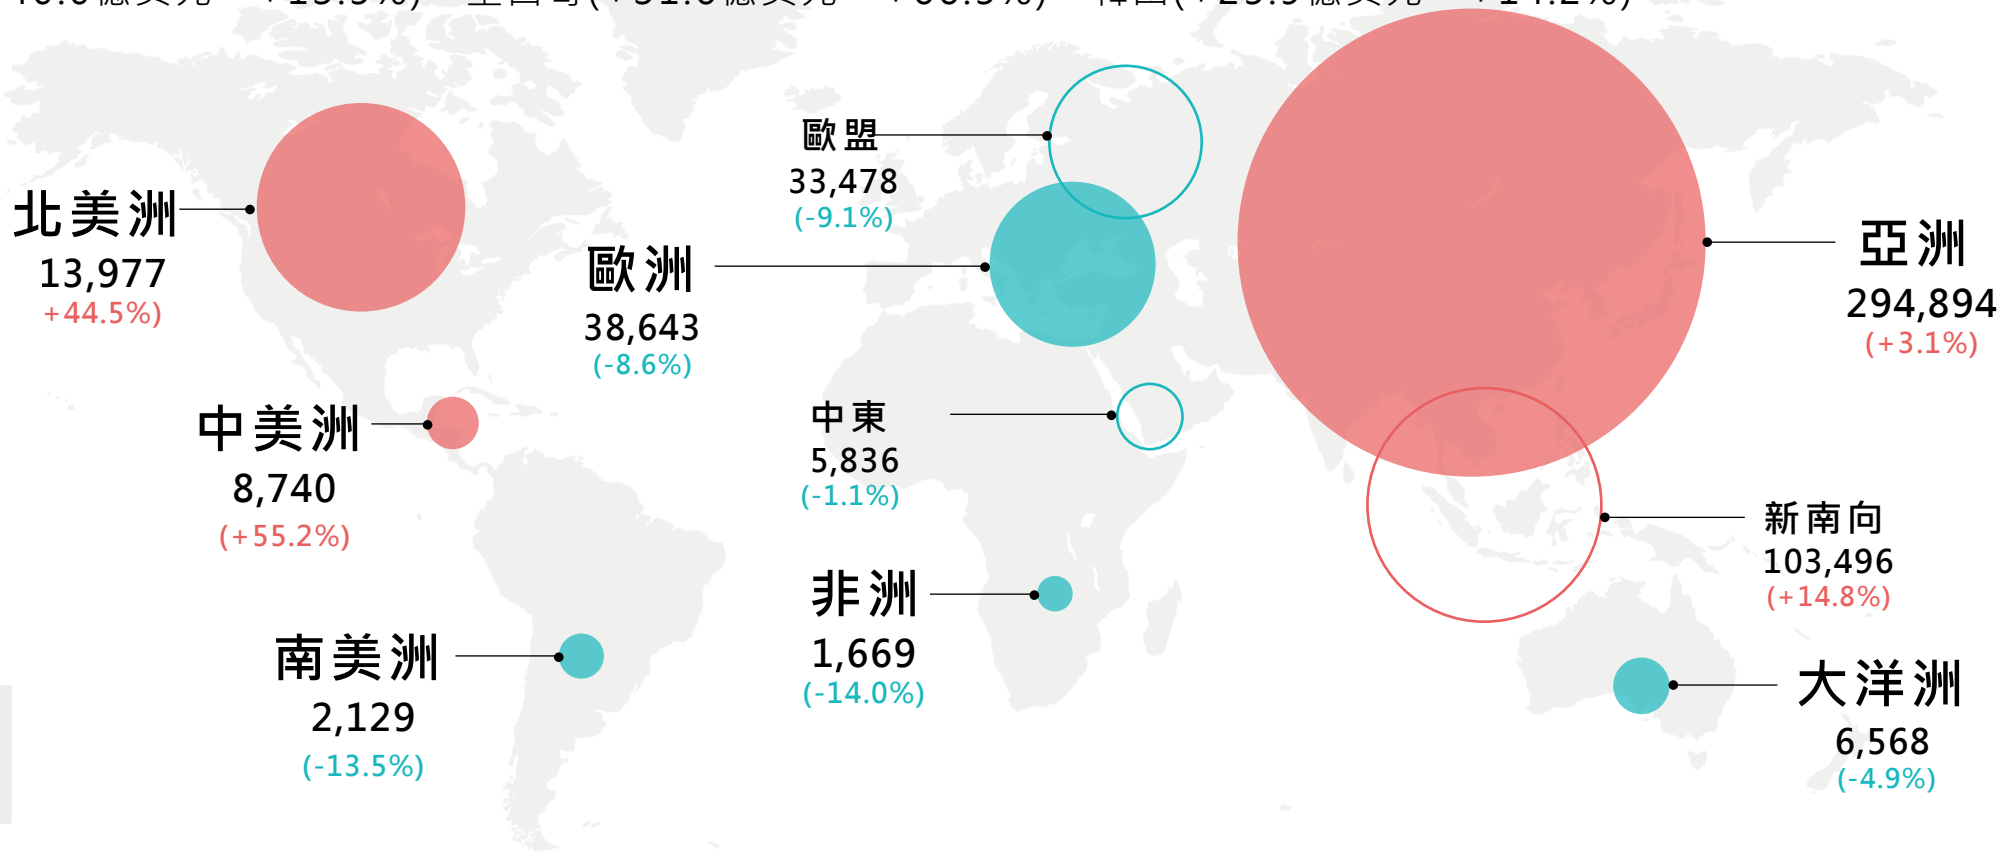 北美洲
13,977
+44.5%)
歐盟
33,478
(-9.1%)
歐洲
38,643
(-8.6%)
亞洲
294,894
(+3.1%)
中美洲
8,740
(+55.2%)
中東
5,836
(-1.1%)
新南向
103,496
(+14.8%)
非洲
1,669
(-14.0%)
南美洲
2,129
(-13.5%)
大洋洲
6,568
(-4.9%)